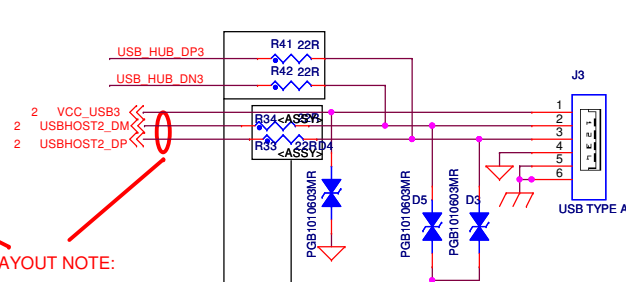 R41 22R
USB_HUB_DP3
R42 22R
USB_HUB_DN3
J3
2 VCC_USB3
2 USBHOST2_DM
2 USBHOST2_DP
R34
<ASSY>
R33 22R D4
<ASSY>
1
2
3
4
5
6
USB TYPE A
PGB1010603MR
PGB1010603MR
D5
PGB1010603MR
D3
AYOUT NOTE: